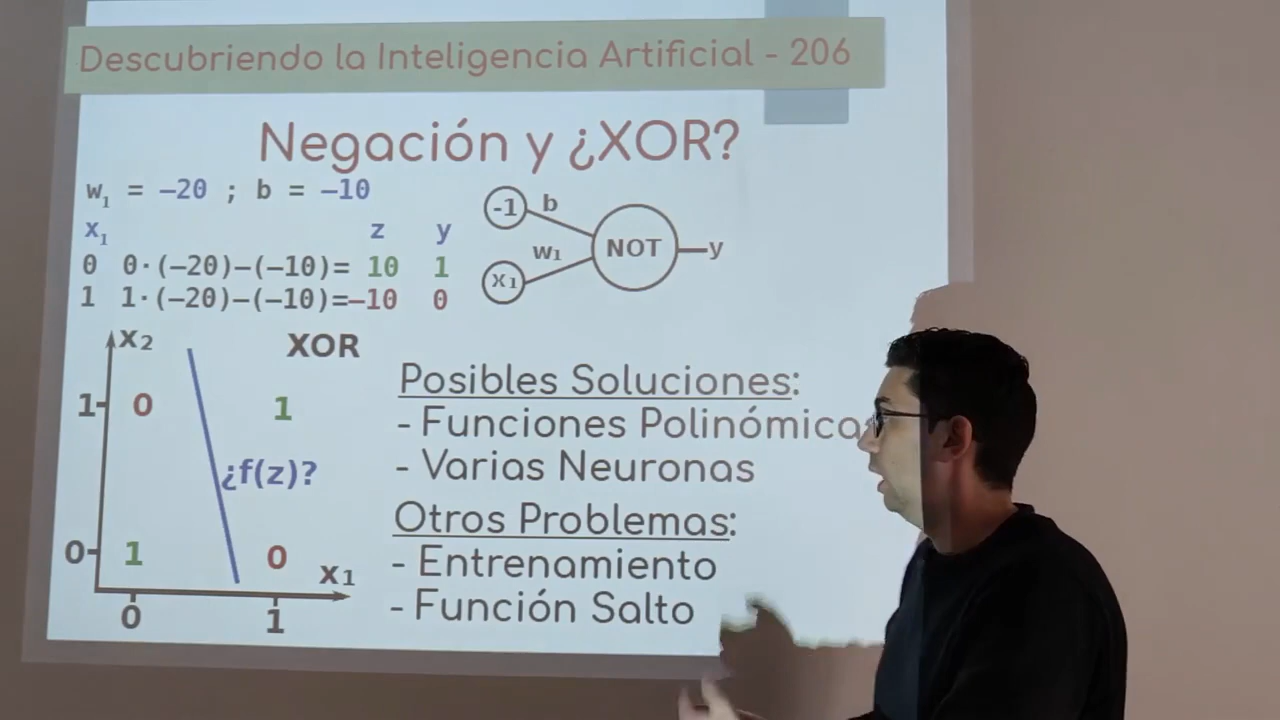 Descubriendo la Inteligencia Artificial - 206
Negación y ¿XOR?
w1 = −20 ; b = −10
x1 z y
0 0·(−20)−(−10)= 10 1
1 1·(−20)−(−10)=−10 0
-1 b
w1
X1
NOT
y
x2
XOR
1 0 1
¿f(z)?
0 1 0
x1
0 1
Posibles Soluciones:
- Funciones Polinómica
- Varias Neuronas
Otros Problemas:
- Entrenamiento
- Función Salto